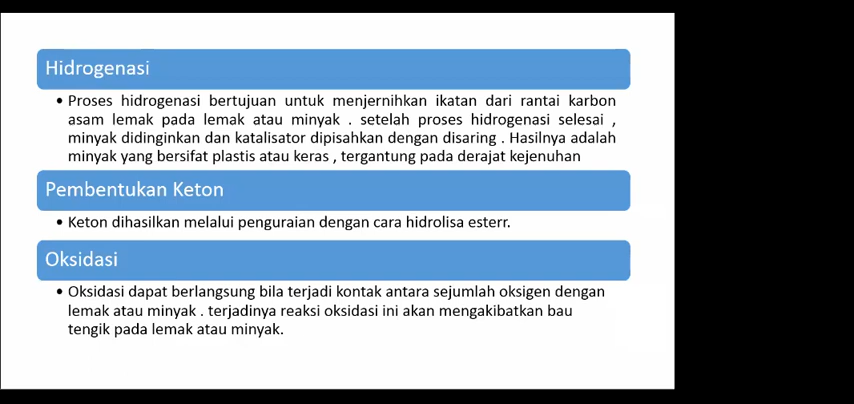 Hidrogenasi
• Proses hidrogenasi bertujuan untuk menjernihkan ikatan dari rantai karbon
asam lemak pada lemak atau minyak . setelah proses hidrogenasi selesai ,
minyak didinginkan dan katalisator dipisahkan dengan disaring . Hasilnya adalah
minyak yang bersifat plastis atau keras , tergantung pada derajat kejenuhan
Pembentukan Keton
• Keton dihasilkan melalui penguraian dengan cara hidrolisa esterr.
Oksidasi
• Oksidasi dapat berlangsung bila terjadi kontak antara sejumlah oksigen dengan
lemak atau minyak . terjadinya reaksi oksidasi ini akan mengakibatkan bau
tengik pada lemak atau minyak.